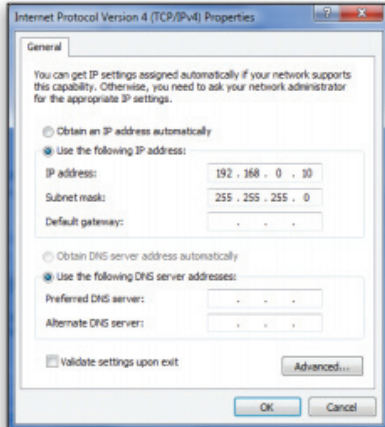 Internet Protocol Version 4 (TCP/IPv4) Properties
General
You can get IP settings assigned automatically if your network supports
this capability. Otherwise, you need to ask your network administrator
for the appropriate IP settings.
Obtain an IP address automatically
Use the following IP address:
IP address: 192 . 168 . 0 . 10
Subnet mask: 255 . 255 . 255 . 0
Default gateway: . . .
Obtain DNS server address automatically
Use the following DNS server addresses:
Preferred DNS server: . . .
Alternate DNS server: . . .
Validate settings upon exit
Advanced...
OK Cancel